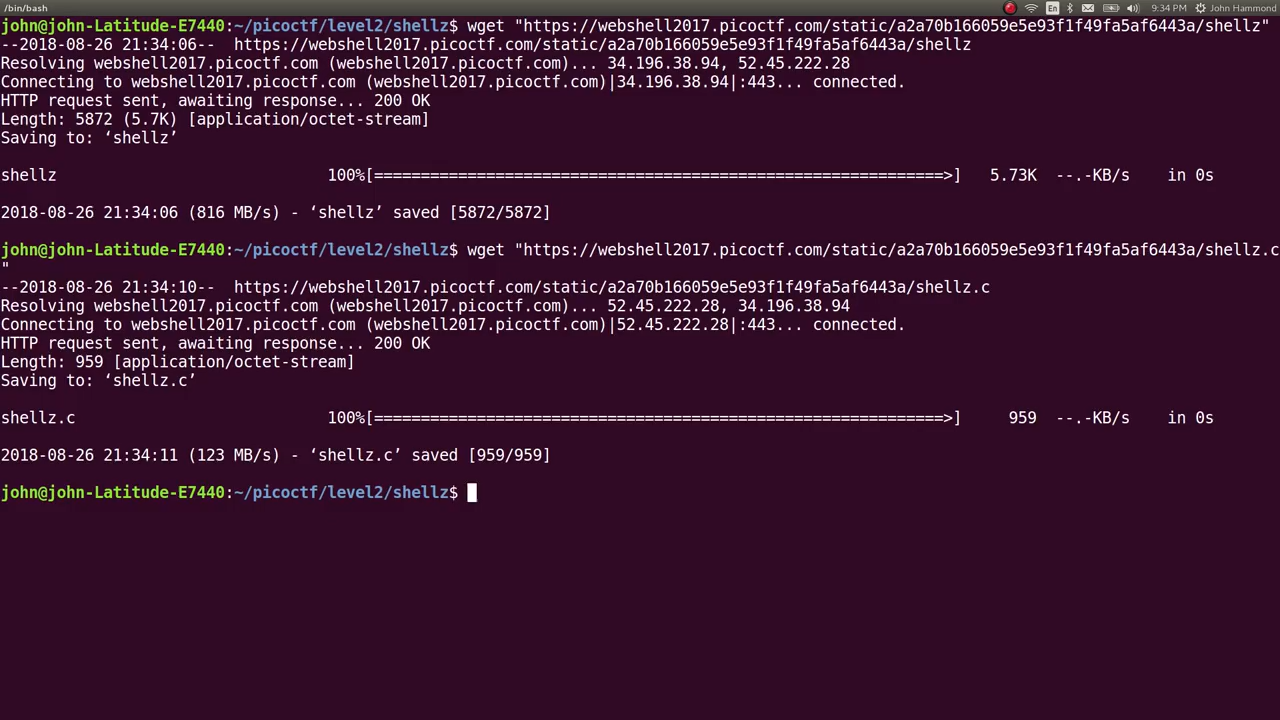 /bin/bash
En
9:34 PM
John Hammond
john@john-Latitude-E7440:~/picoctf/level2/shellz$ wget "https://webshell2017.picoctf.com/static/a2a70b166059e5e93f1f49fa5af6443a/shellz"
--2018-08-26 21:34:06--  https://webshell2017.picoctf.com/static/a2a70b166059e5e93f1f49fa5af6443a/shellz
Resolving webshell2017.picoctf.com (webshell2017.picoctf.com)... 34.196.38.94, 52.45.222.28
Connecting to webshell2017.picoctf.com (webshell2017.picoctf.com)|34.196.38.94|:443... connected.
HTTP request sent, awaiting response... 200 OK
Length: 5872 (5.7K) [application/octet-stream]
Saving to: ‘shellz’
shellz                             100%[=============================================================>]   5.73K  --.-KB/s    in 0s
2018-08-26 21:34:06 (816 MB/s) - ‘shellz’ saved [5872/5872]
john@john-Latitude-E7440:~/picoctf/level2/shellz$ wget "https://webshell2017.picoctf.com/static/a2a70b166059e5e93f1f49fa5af6443a/shellz.c
"
--2018-08-26 21:34:10--  https://webshell2017.picoctf.com/static/a2a70b166059e5e93f1f49fa5af6443a/shellz.c
Resolving webshell2017.picoctf.com (webshell2017.picoctf.com)... 52.45.222.28, 34.196.38.94
Connecting to webshell2017.picoctf.com (webshell2017.picoctf.com)|52.45.222.28|:443... connected.
HTTP request sent, awaiting response... 200 OK
Length: 959 [application/octet-stream]
Saving to: ‘shellz.c’
shellz.c                           100%[=============================================================>]     959  --.-KB/s    in 0s
2018-08-26 21:34:11 (123 MB/s) - ‘shellz.c’ saved [959/959]
john@john-Latitude-E7440:~/picoctf/level2/shellz$